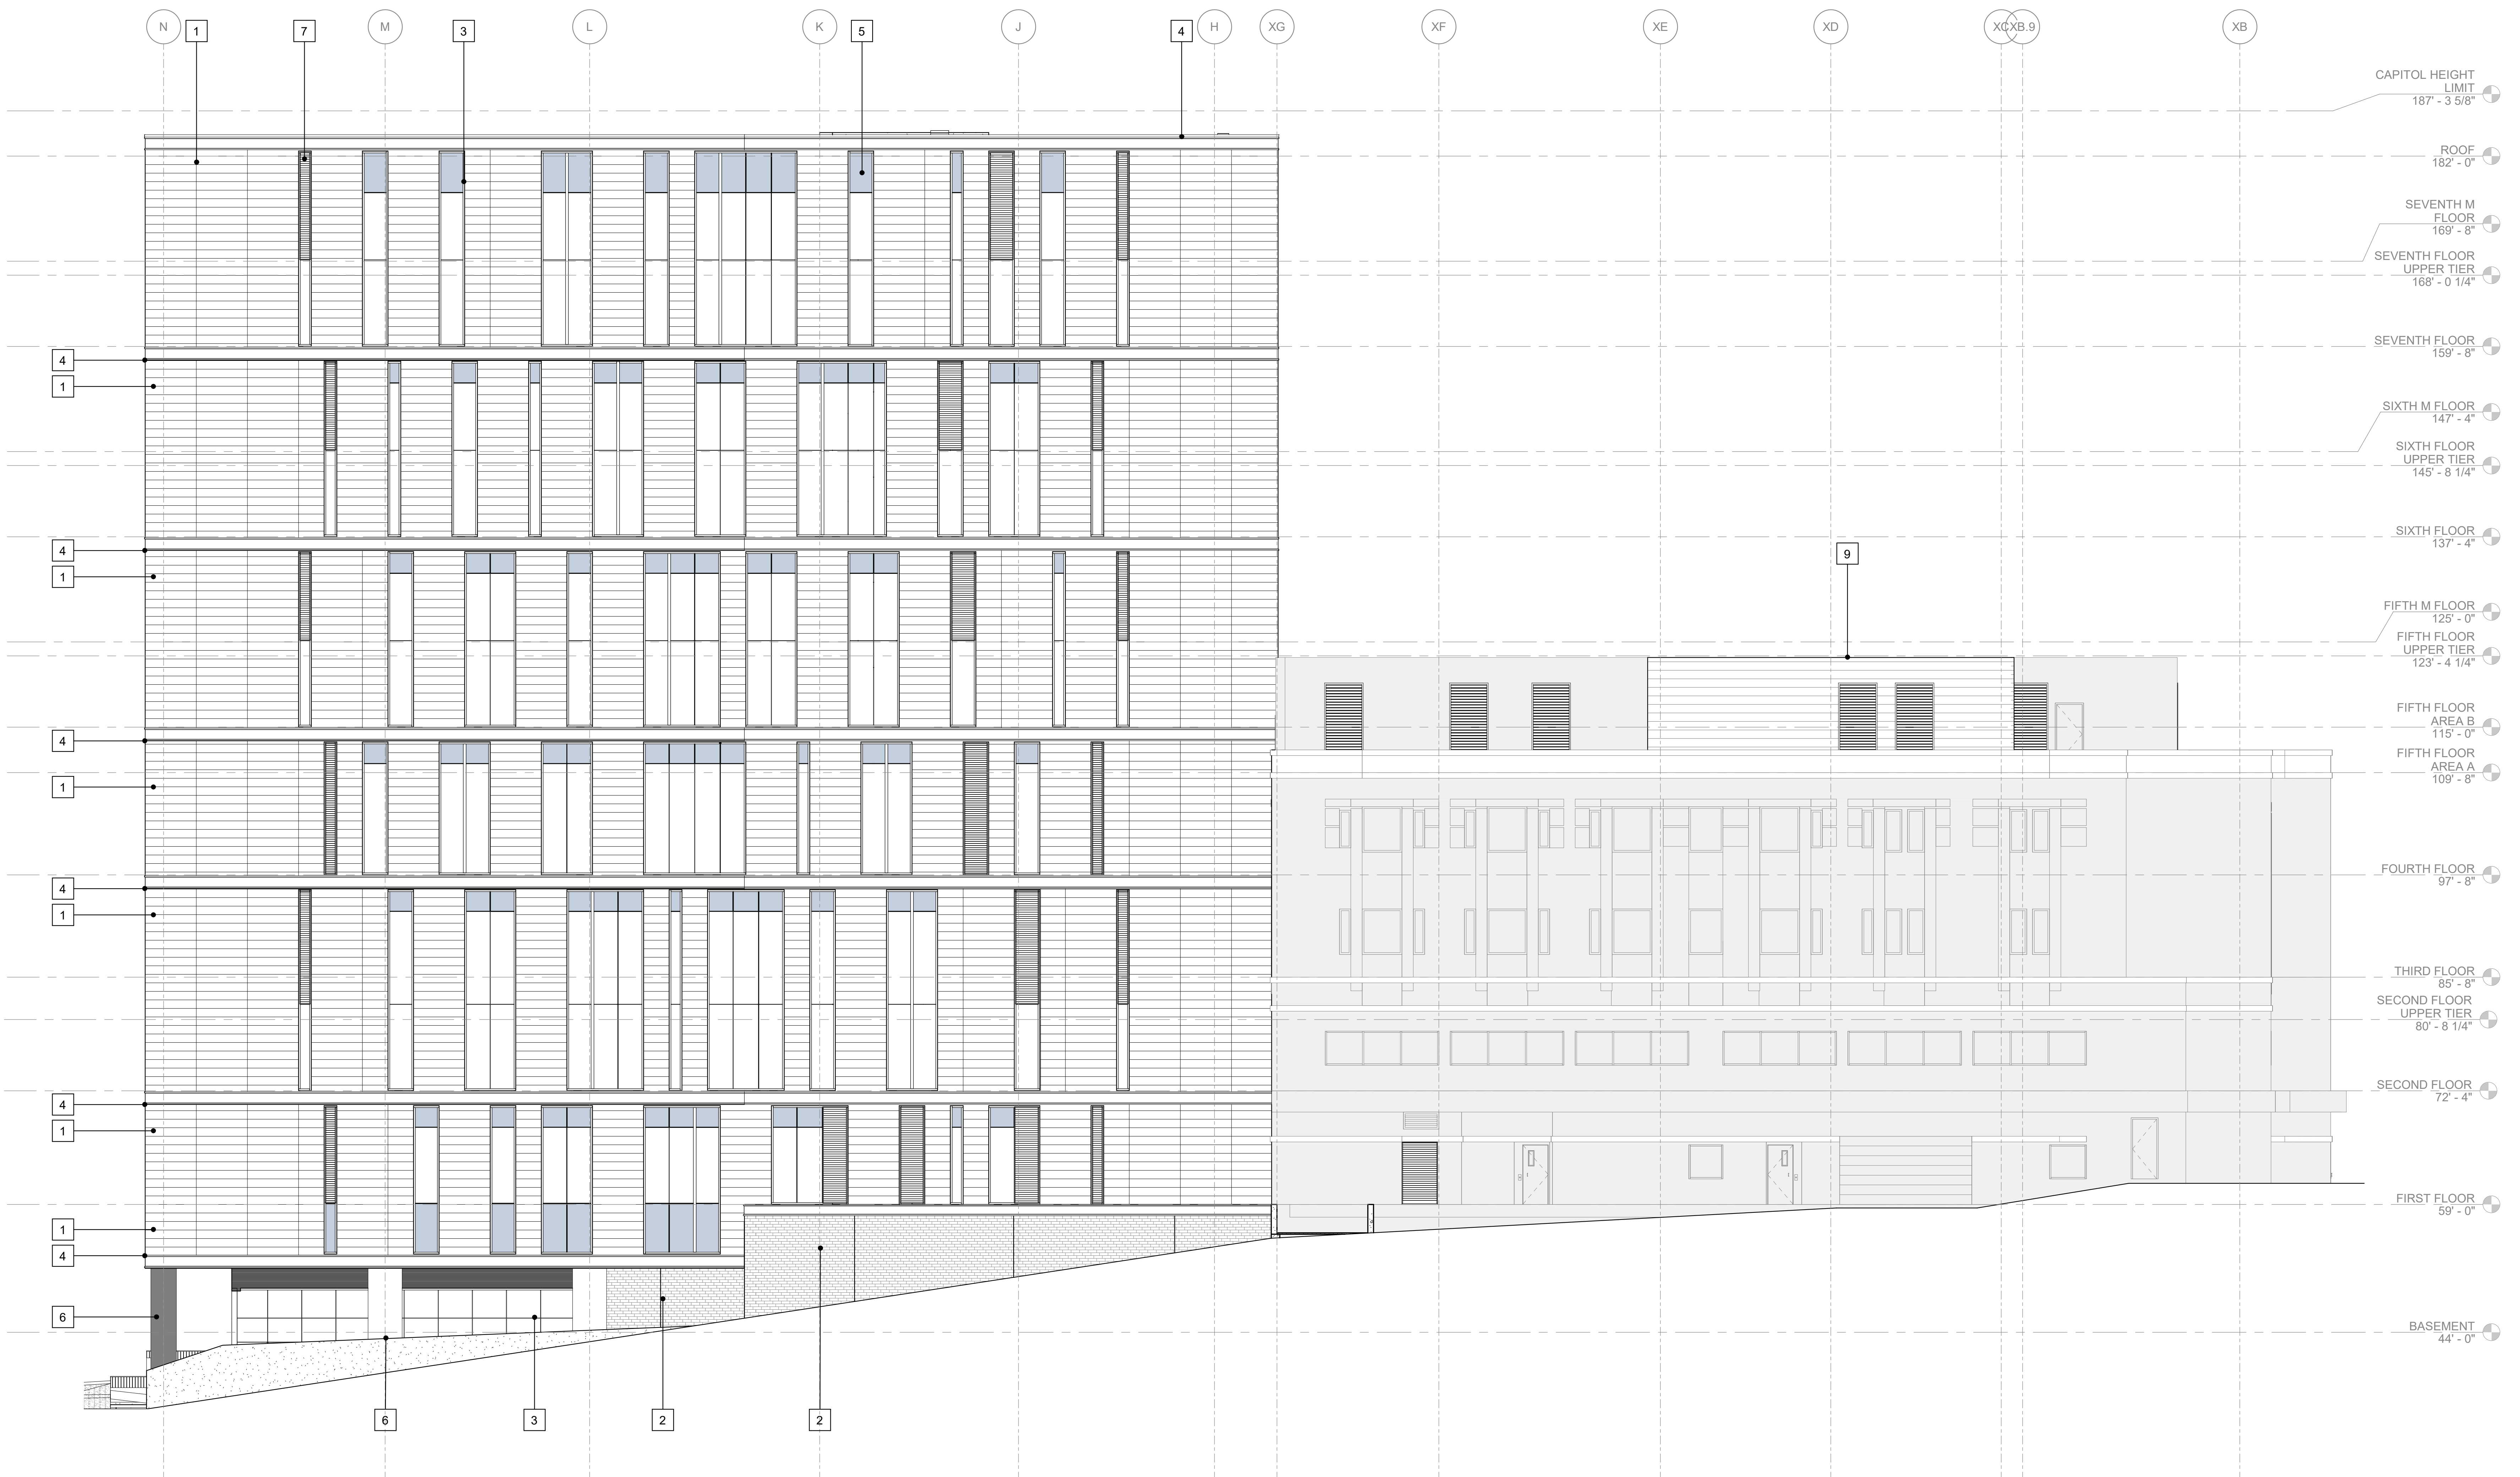 N
1
7
M
3
L
K
5
J
4
H
XG
XF
XE
XD
XC
XB.9
XB
CAPITOL HEIGHT
LIMIT
187' - 3 5/8"
ROOF
182' - 0"
SEVENTH M
FLOOR
169' - 8"
SEVENTH FLOOR
UPPER TIER
168' - 0 1/4"
SEVENTH FLOOR
159' - 8"
4
1
SIXTH M FLOOR
147' - 4"
SIXTH FLOOR
UPPER TIER
145' - 8 1/4"
SIXTH FLOOR
137' - 4"
4
1
9
FIFTH M FLOOR
125' - 0"
FIFTH FLOOR
UPPER TIER
123' - 4 1/4"
FIFTH FLOOR
AREA B
115' - 0"
4
FIFTH FLOOR
AREA A
109' - 8"
1
FOURTH FLOOR
97' - 8"
4
1
THIRD FLOOR
85' - 8"
SECOND FLOOR
UPPER TIER
80' - 8 1/4"
SECOND FLOOR
72' - 4"
4
1
FIRST FLOOR
59' - 0"
1
4
6
BASEMENT
44' - 0"
6
3
2
2